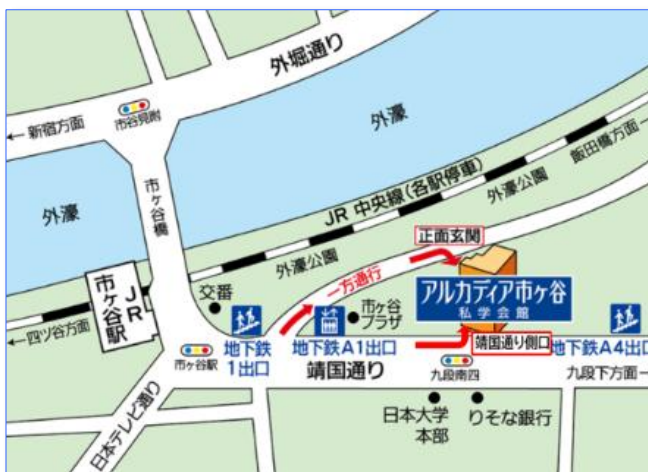 外堀通り
←新宿方面
市谷見附
外濠
飯田橋方面→
外濠
市ヶ谷橋
JR 中央線(各駅停車)
外濠公園
正面玄関
外濠公園
一方通行
JR
市ヶ谷駅
交番
市ヶ谷
プラザ
アルカディア市ヶ谷
私学会館
←四ツ谷方面
地下鉄
1出口
地下鉄A1出口
靖国通り側口
地下鉄A4出口
市ヶ谷駅
靖国通り
九段南四
九段下方面→
日本テレビ通り
日本大学
本部
りそな銀行